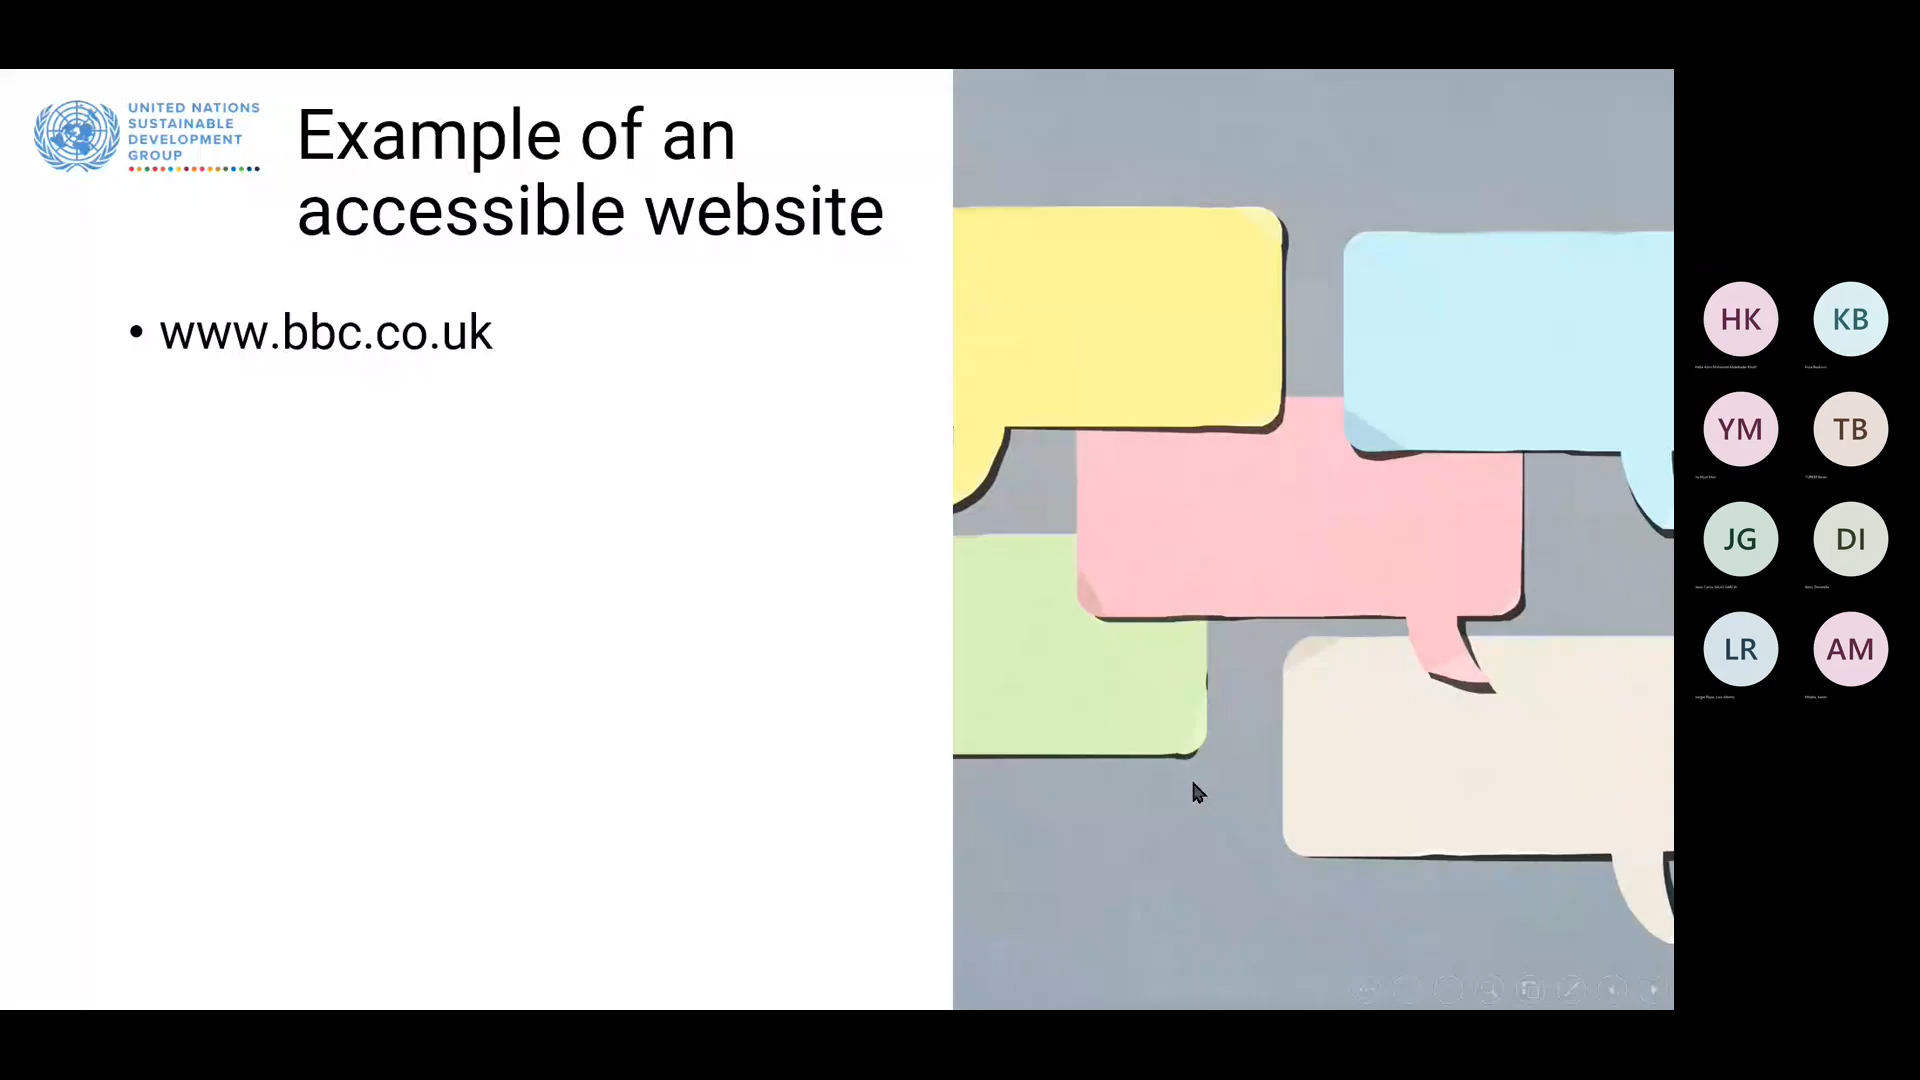 UNITED NATIONS
SUSTAINABLE
DEVELOPMENT
GROUP
Example of an
accessible website
• www.bbc.co.uk
HK
KB
YM
TB
JG
DI
LR
AM